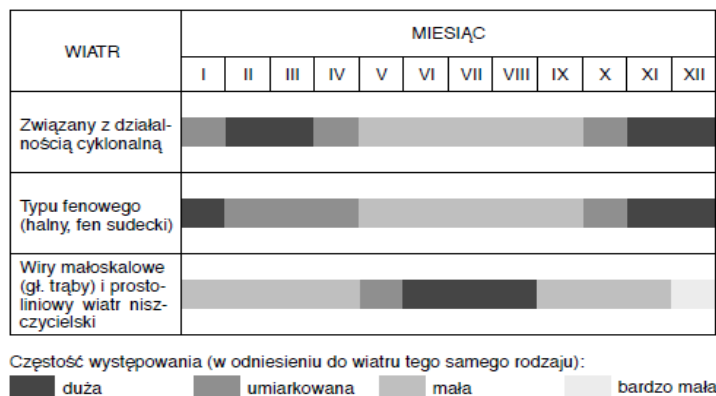 WIATR
MIESIĄC
I II III IV V VI VII VIII IX X XI XII
Związany z działal-
nością cyklonalną
Typu fenowego
(halny, fen sudecki)
Wiry małoskalowe
(gł. trąby) i prosto-
liniowy wiatr nisz-
czycielski
Częstość występowania (w odniesieniu do wiatru tego samego rodzaju):
duża umiarkowana mała bardzo mała